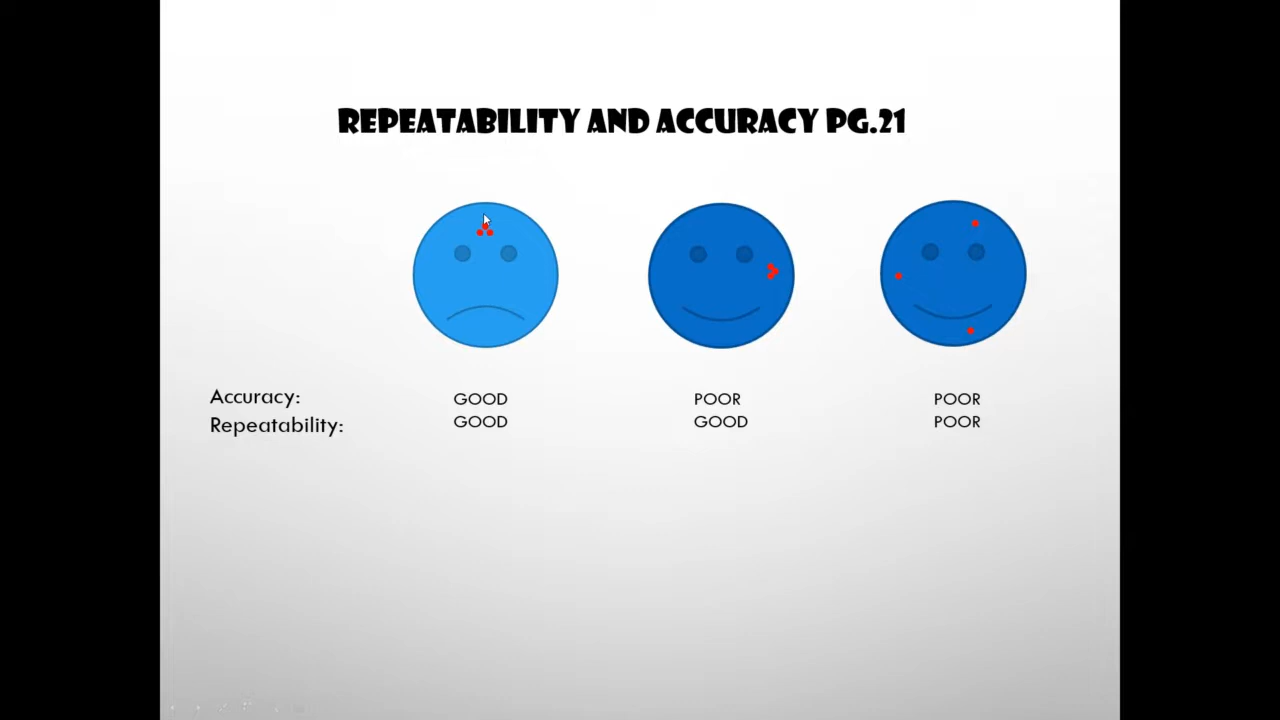 REPEATABILITY AND ACCURACY PG.21
Accuracy: GOOD POOR POOR
Repeatability: GOOD GOOD POOR